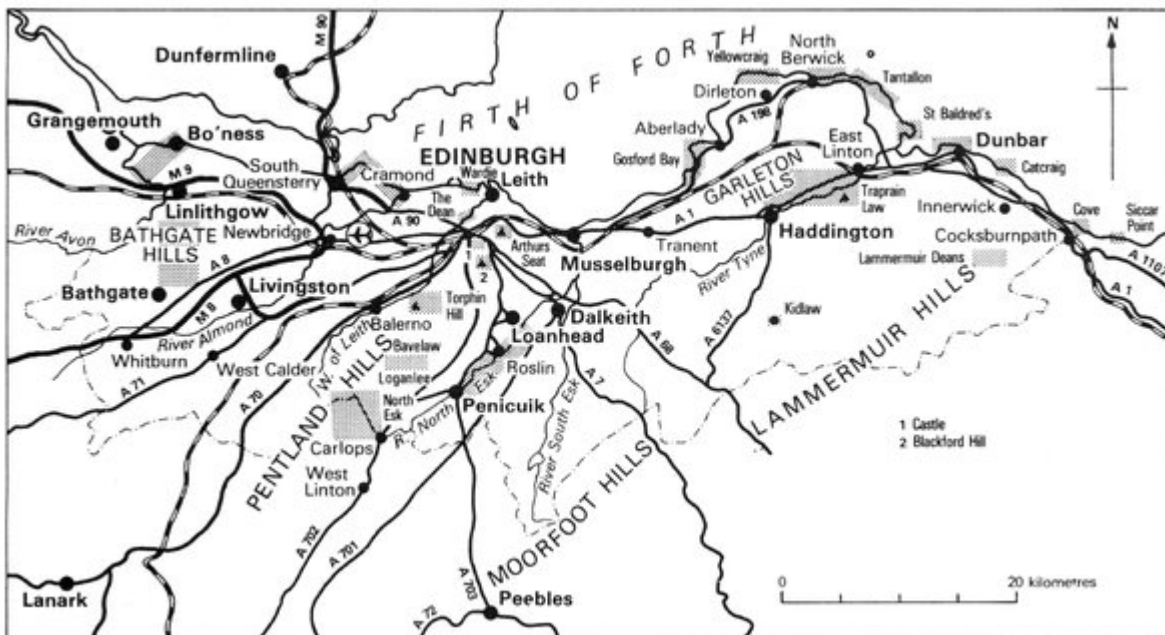 M 90
A 90
Dunfermline
FIRTH OF FORTH
Yellowcraig
North
Berwick
N
Tantallon
Dirleton
A 198
St Baldred's
Grangemouth
Bo'ness
Aberlady
Dunbar
Gosford Bay
East
Linton
Catcraig
EDINBURGH
South
Queensferry
Cramond
Wardie
Leith
M 9
The
Dean
A 90
GARLETON
HILLS
Traprain
Law
Innerwick
Cove
Siccar
Point
Linlithgow
Newbridge
River Avon
BATHGATE
HILLS
Arthurs
Seat
A 1
Tranent
Haddington
Cocksburnpath
Musselburgh
River Tyne
Lammermuir Deans
A 1107
A 8
1
2
Bathgate
Livingston
Torphin
Hill
A 1
M8
River Almond
Balerno
Dalkeith
Kidlaw
Loanhead
A 6137
Whitburn
W. of Leith
Bavelaw
A 68
West Calder
Loganlee
Roslin
A 71
A 70
North
Esk
R. North Esk
A 7
Penicuik
River South Esk
LAMMERMUIR HILLS
1 Castle
2 Blackford Hill
PENTLAND HILLS
Carlops
West
Linton
MOORFOOT HILLS
A 702
A 701
A 703
0 20 kilometres
Lanark
A 72
Peebles